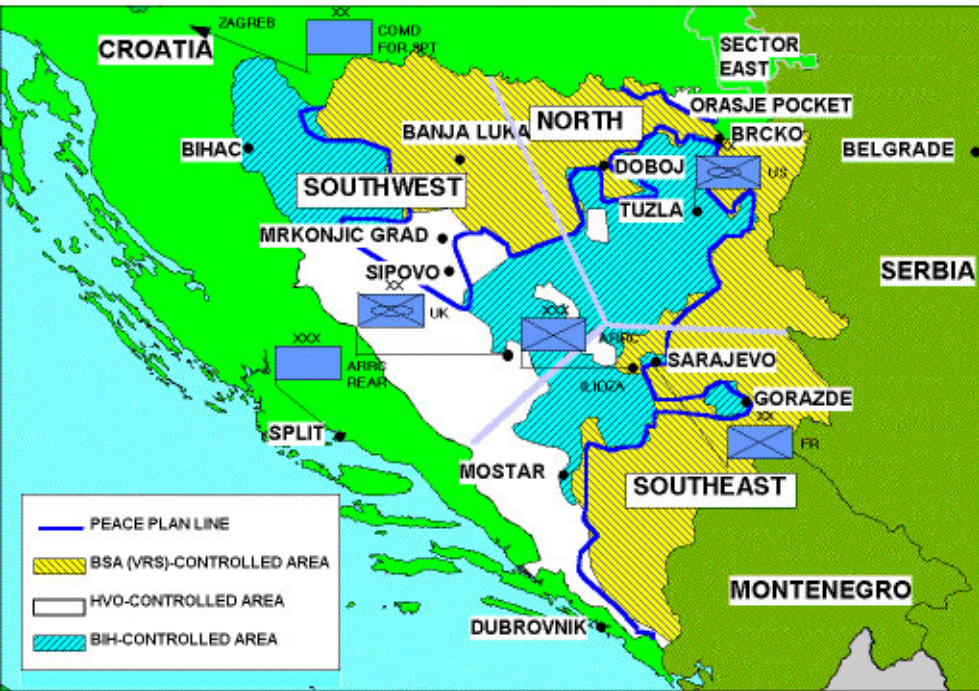 ZAGREB
XX
COMD
FOR SPT
CROATIA
SECTOR
EAST
ORASJE POCKET
NORTH
BANJA LUKA
BRCKO
XX
US
BIHAC
BELGRADE
DOBOJ
SOUTHWEST
TUZLA
MRKONJIC GRAD
SIPOVO
SERBIA
XX
UK
XXX
ARRC
XXX
ARRC
REAR
SARAJEVO
ILIDZA
GORAZDE
XX
FR
SPLIT
MOSTAR
SOUTHEAST
PEACE PLAN LINE
BSA (VRS)-CONTROLLED AREA
HVO-CONTROLLED AREA
BIH-CONTROLLED AREA
MONTENEGRO
DUBROVNIK